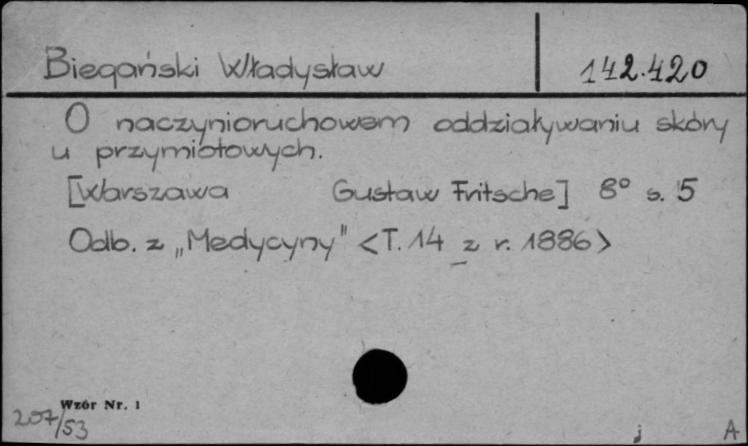 Biegański Władysław 142.420
O naczynioruchowem oddziaływaniu skóry
u przymiotowych.
[Warszawa Gustaw Fritsche] 8° s. 5
Odb. z „Medycyny" <T. 14 z r. 1886>
Wzór Nr. 1
207/53
j A